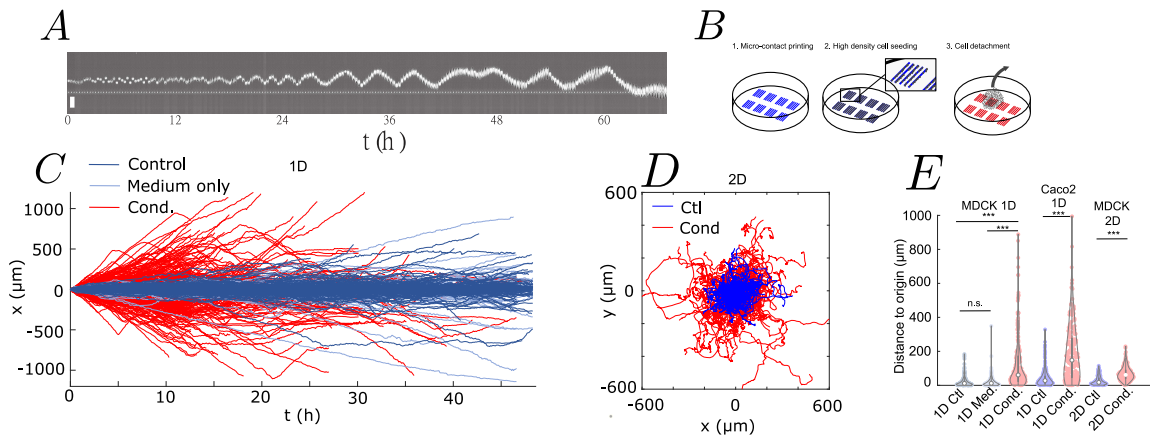 A
0 12 24 36 48 60
t (h)
B
1. Micro-contact printing 2. High density cell seeding 3. Cell detachment
C
1D
Control
Medium only
Cond.
1000
500
0
-500
-1000
x (μm)
0 10 20 30 40
t (h)
D
2D
Ctl
Cond
600
0
-600
y (μm)
-600 0 600
x (μm)
E
MDCK 1D
Caco2
1D
MDCK
2D
***
***
***
***
n.s.
1000
800
600
400
200
0
Distance to origin (μm)
1D Ctl
1D Med.
1D Cond.
1D Ctl
1D Cond.
2D Ctl
2D Cond.